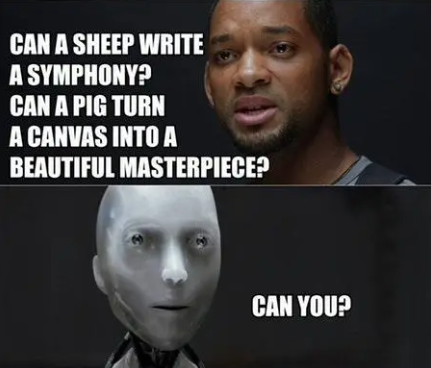 CAN A SHEEP WRITE
A SYMPHONY?
CAN A PIG TURN
A CANVAS INTO A
BEAUTIFUL MASTERPIECE?
CAN YOU?